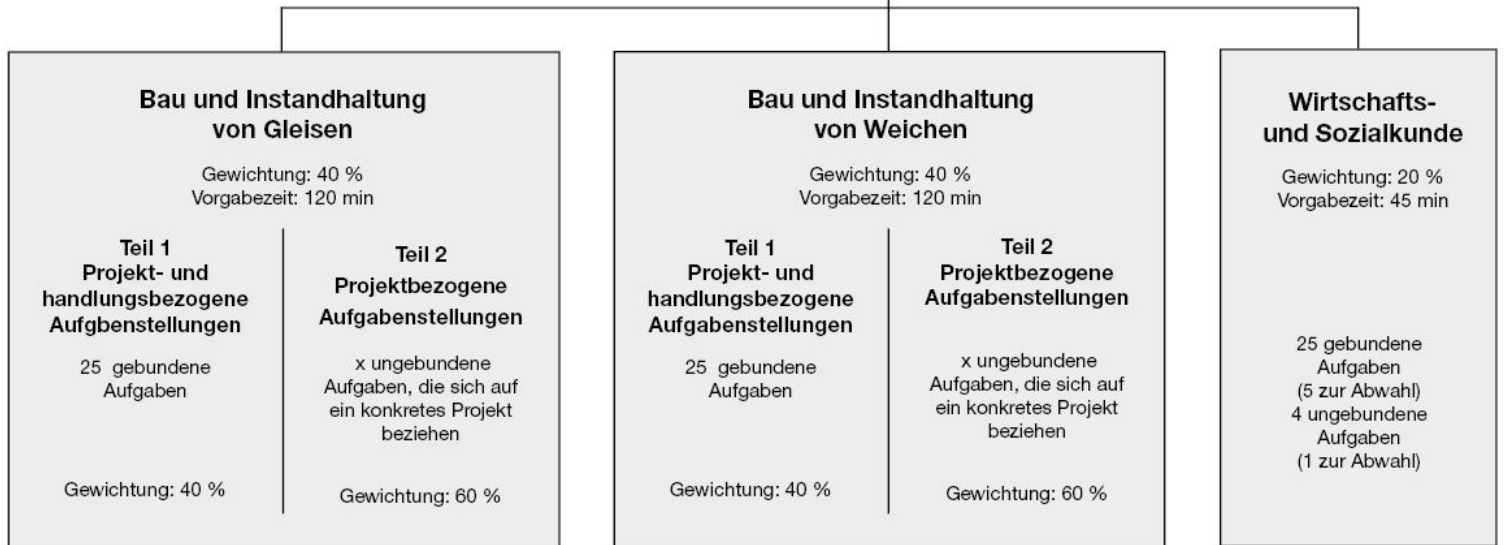 Bau und Instandhaltung
von Gleisen
Gewichtung: 40 %
Vorgabezeit: 120 min
Teil 1
Projekt- und
handlungsbezogene
Aufgbenstellungen
25 gebundene
Aufgaben
Gewichtung: 40 %
Teil 2
Projektbezogene
Aufgabenstellungen
x ungebundene
Aufgaben, die sich auf
ein konkretes Projekt
beziehen
Gewichtung: 60 %
Bau und Instandhaltung
von Weichen
Gewichtung: 40 %
Vorgabezeit: 120 min
Teil 1
Projekt- und
handlungsbezogene
Aufgabenstellungen
25 gebundene
Aufgaben
Gewichtung: 40 %
Teil 2
Projektbezogene
Aufgabenstellungen
x ungebundene
Aufgaben, die sich auf
ein konkretes Projekt
beziehen
Gewichtung: 60 %
Wirtschafts-
und Sozialkunde
Gewichtung: 20 %
Vorgabezeit: 45 min
25 gebundene
Aufgaben
(5 zur Abwahl)
4 ungebundene
Aufgaben
(1 zur Abwahl)